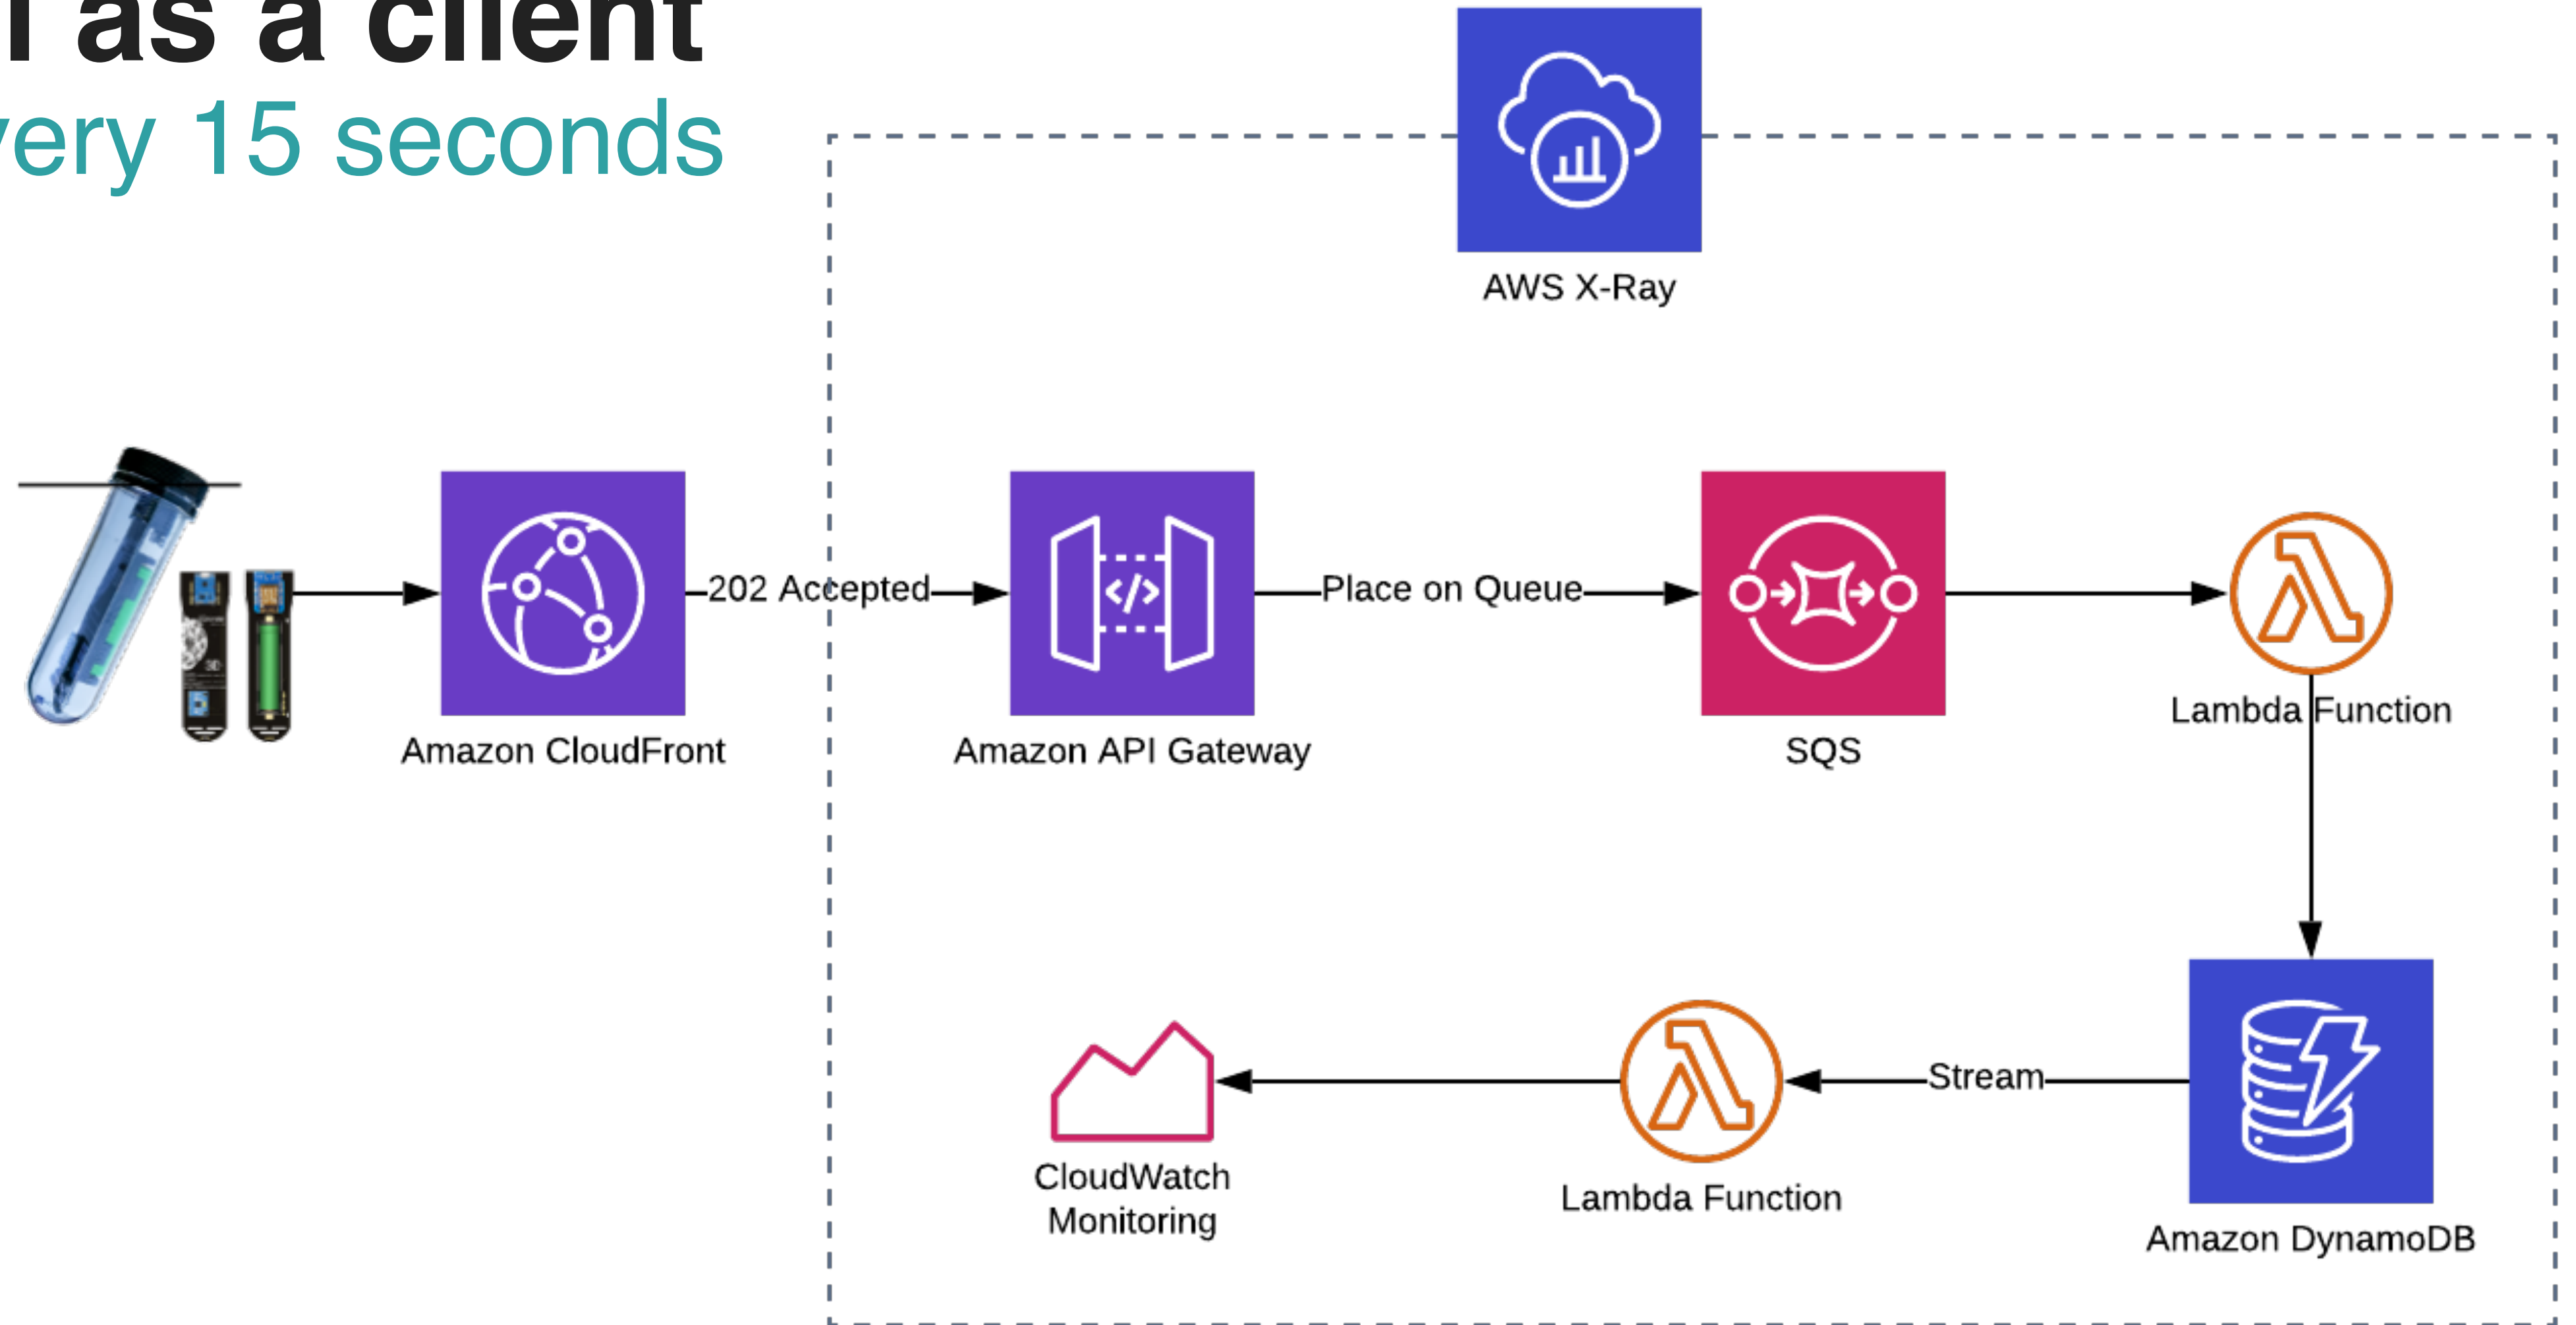 as a client
15 seconds
AWS X-Ray
202 Accepted
Place on Queue
Amazon CloudFront
Amazon API Gateway
SQS
Lambda Function
Stream
CloudWatch
Monitoring
Lambda Function
Amazon DynamoDB